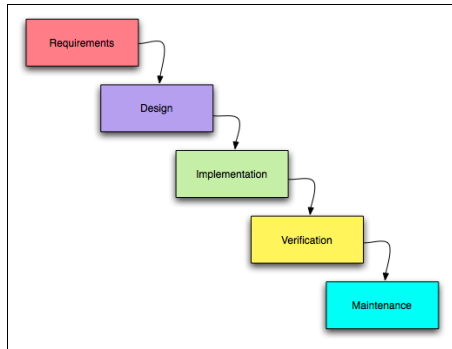 Requirements
Design
Implementation
Verification
Maintenance